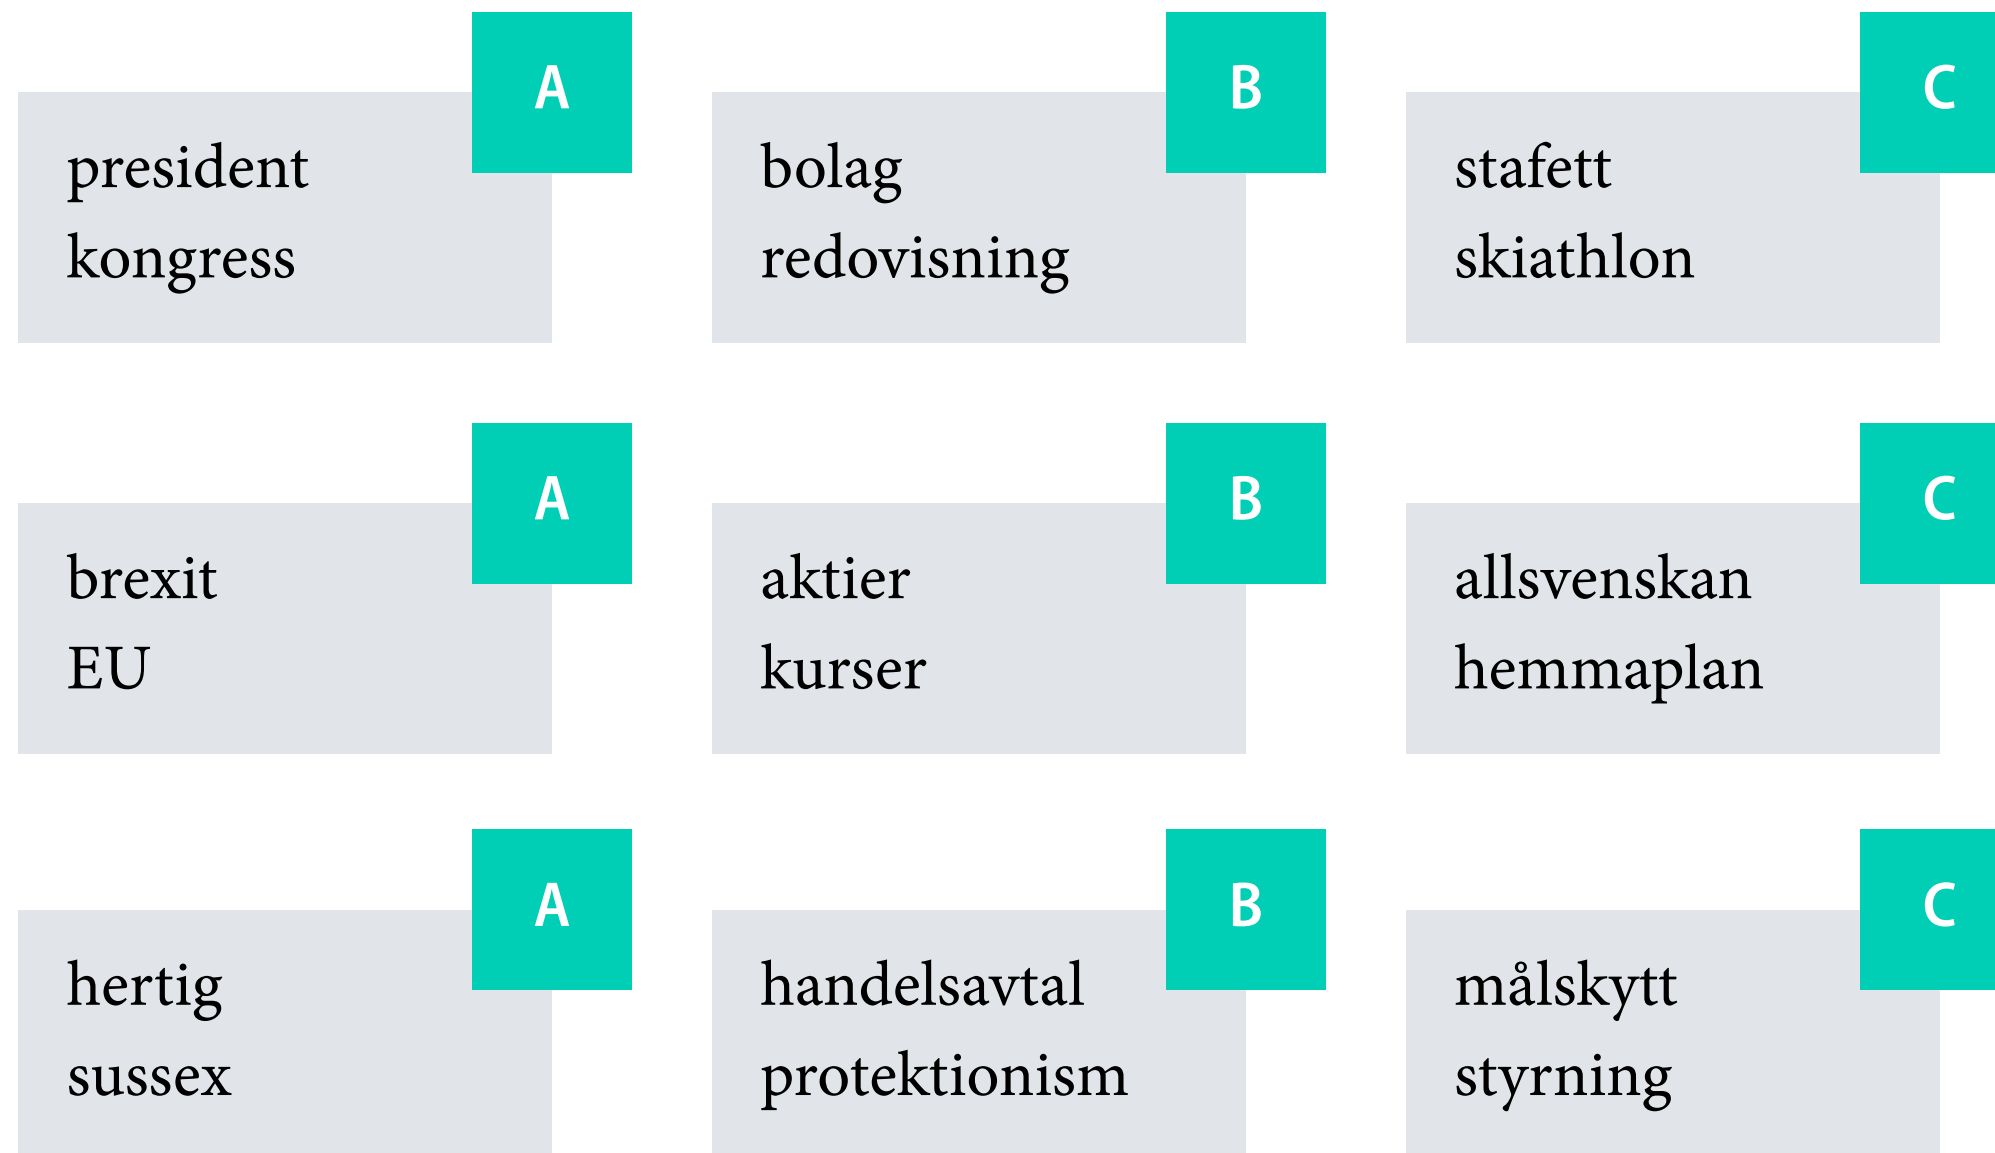 A
president
kongress
B
bolag
redovisning
C
stafett
skiathlon
A
brexit
EU
B
aktier
kurser
C
allsvenskan
hemmaplan
A
hertig
sussex
B
handelsavtal
protektionism
C
målskytt
styrning